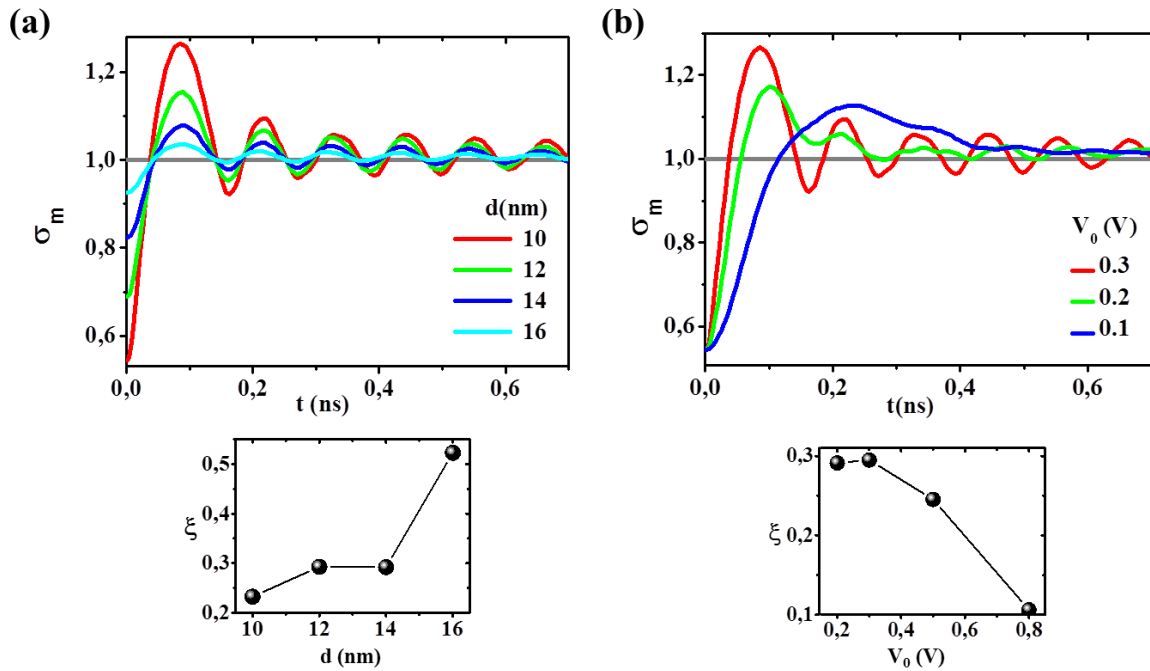 (a)
1,2
1,0
0,8
0,6
σm
d(nm)
10
12
14
16
0,0 0,2 0,4 0,6
t (ns)
0,5
0,4
0,3
0,2
ξ
10 12 14 16
d (nm)
(b)
1,2
1,0
0,8
0,6
σm
V0 (V)
0.3
0.2
0.1
0,0 0,2 0,4 0,6
t(ns)
0,3
0,2
0,1
ξ
0,2 0,4 0,6 0,8
V0 (V)